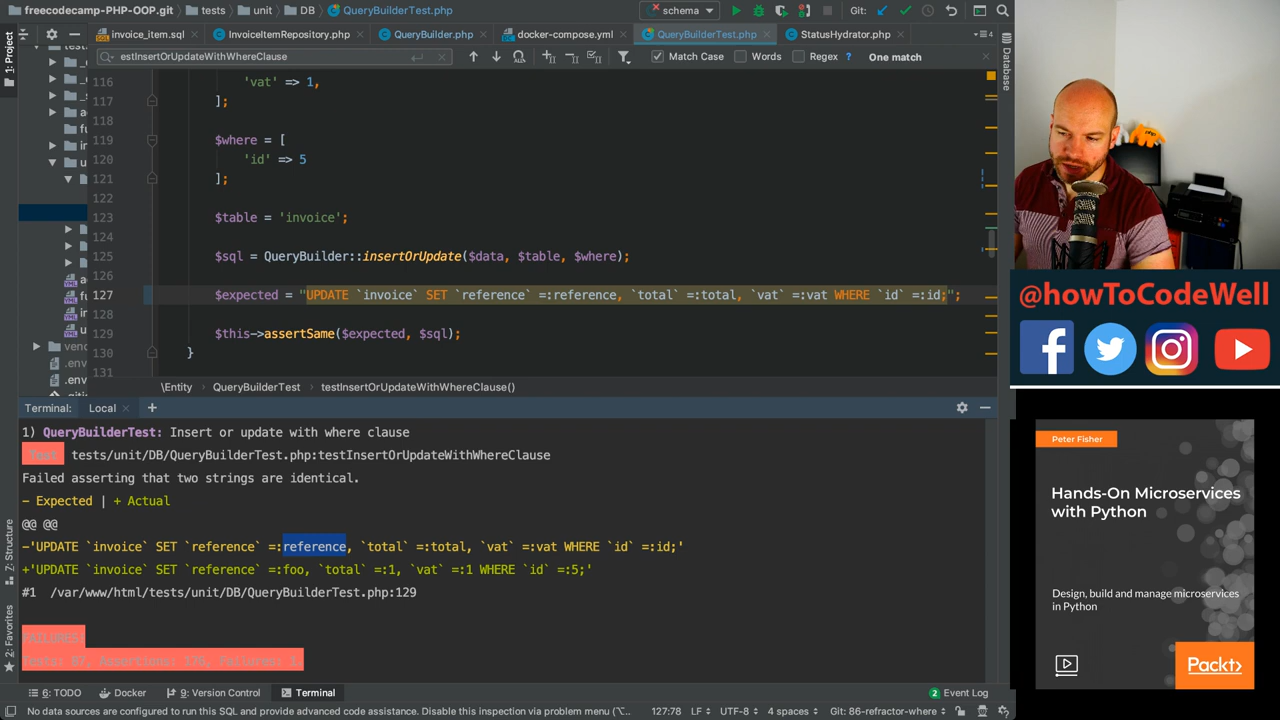 freecodecamp-PHP-OOP.git > tests > unit > DB > QueryBuilderTest.php
schema
Git:
invoice_item.sql
InvoiceItemRepository.php
QueryBuilder.php
docker-compose.yml
QueryBuilderTest.php
StatusHydrator.php
estInsertOrUpdateWithWhereClause
Match Case
Words
Regex
?
One match
1: Project
Database
116 'vat' => 1,
117 ];
118
119 $where = [
120 'id' => 5
121 ];
122
123 $table = 'invoice';
124
125 $sql = QueryBuilder::insertOrUpdate($data, $table, $where);
126
127 $expected = "UPDATE `invoice` SET `reference` =:reference, `total` =:total, `vat` =:vat WHERE `id` =:id;";
128
129 $this->assertSame($expected, $sql);
130 }
131
vend
.env
.env
\Entity > QueryBuilderTest > testInsertOrUpdateWithWhereClause()
Terminal: Local × +
1) QueryBuilderTest: Insert or update with where clause
Test tests/unit/DB/QueryBuilderTest.php:testInsertOrUpdateWithWhereClause
Failed asserting that two strings are identical.
- Expected | + Actual
@@ @@
-'UPDATE `invoice` SET `reference` =:reference, `total` =:total, `vat` =:vat WHERE `id` =:id;'
+'UPDATE `invoice` SET `reference` =:foo, `total` =:1, `vat` =:1 WHERE `id` =:5;'
#1 /var/www/html/tests/unit/DB/QueryBuilderTest.php:129
FAILURES!
7: Structure
2: Favorites
6: TODO
Docker
9: Version Control
Terminal
2 Event Log
No data sources are configured to run this SQL and provide advanced code assistance. Disable this inspection via problem menu (⌥...
127:78
LF
UTF-8
4 spaces
Git: 86-refractor-where
@howToCodeWell
Peter Fisher
Hands-On Microservices
with Python
Design, build and manage microservices
in Python
Packt>